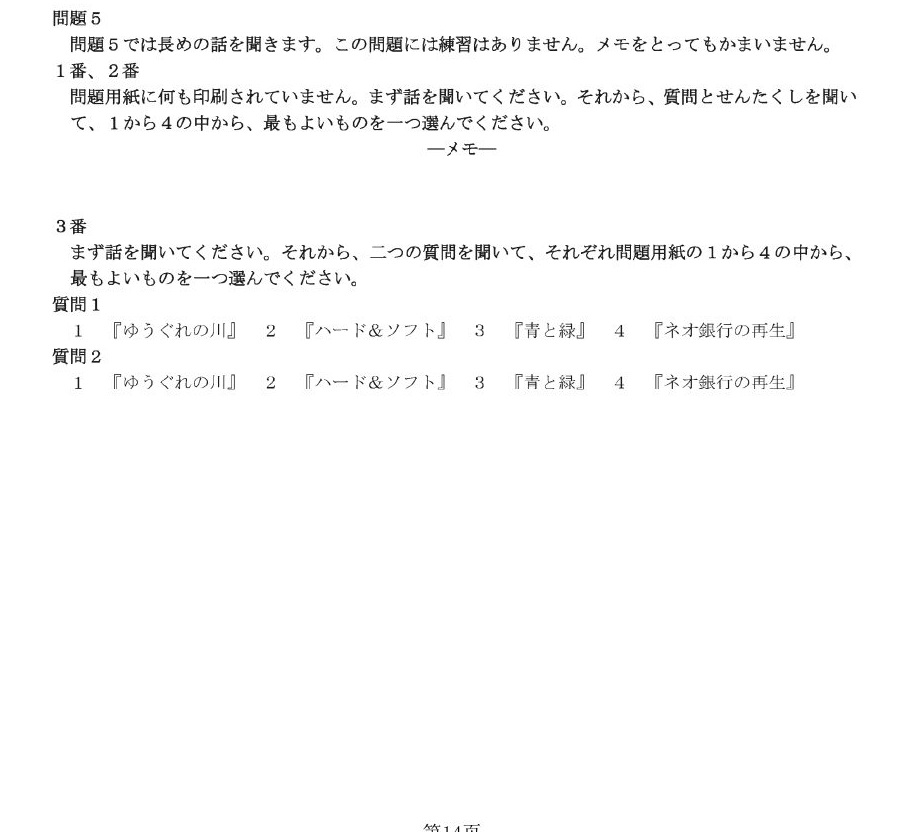 問題５
問題５では長めの話を聞きます。この問題には練習はありません。メモをとってもかまいません。
１番、２番
問題用紙に何も印刷されていません。まず話を聞いてください。それから、質問とせんたくしを聞い
て、１から４の中から、最もよいものを一つ選んでください。
―メモ―
３番
まず話を聞いてください。それから、二つの質問を聞いて、それぞれ問題用紙の１から４の中から、
最もよいものを一つ選んでください。
質問１
1 『ゆうぐれの川』 2 『ハード＆ソフト』 3 『青と緑』 4 『ネオ銀行の再生』
質問２
1 『ゆうぐれの川』 2 『ハード＆ソフト』 3 『青と緑』 4 『ネオ銀行の再生』
第14页